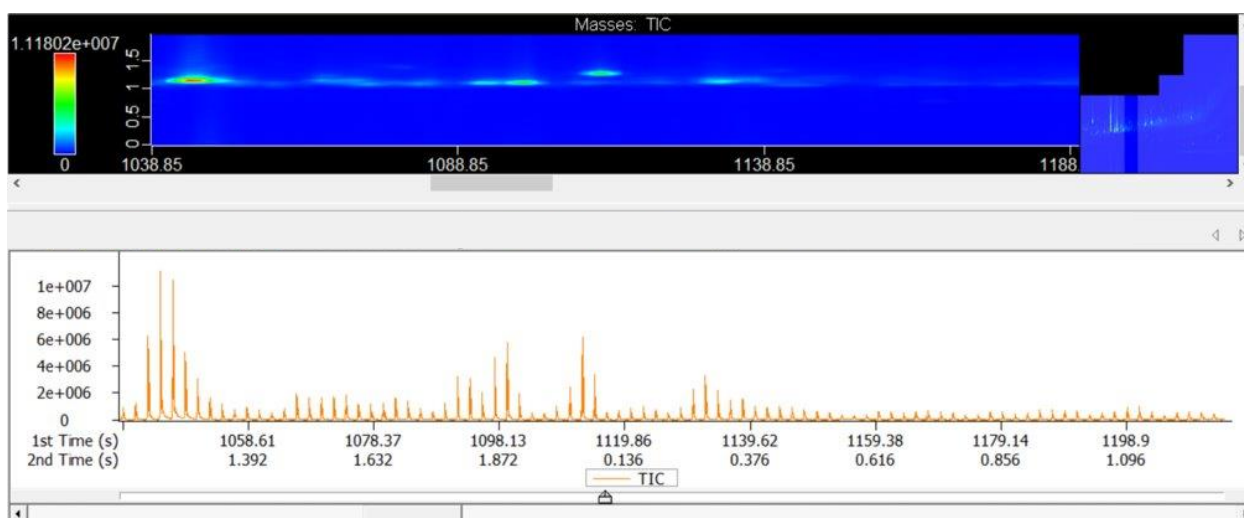 Masses: TIC
1.11802e+007
0
1.5
1
0.5
0
1038.85 1088.85 1138.85 1188
1e+007
8e+006
6e+006
4e+006
2e+006
0
1st Time (s) 1058.61 1078.37 1098.13 1119.86 1139.62 1159.38 1179.14 1198.9
2nd Time (s) 1.392 1.632 1.872 0.136 0.376 0.616 0.856 1.096
TIC